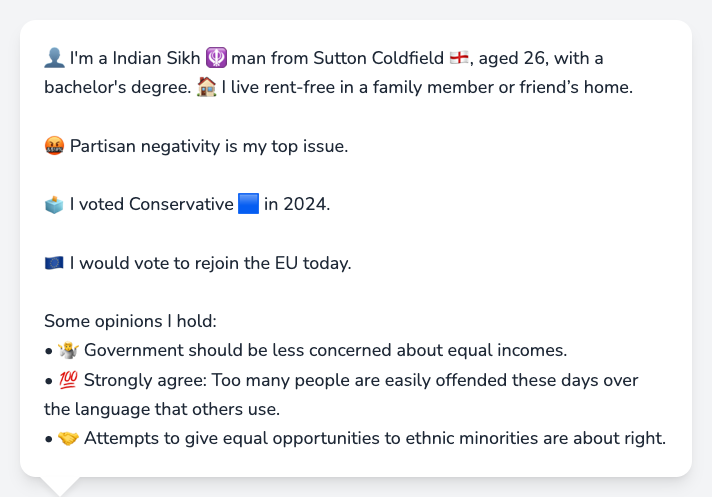 👤 I'm a Indian Sikh 🪯 man from Sutton Coldfield 🏴󠁧󠁢󠁥󠁮󠁧󠁿, aged 26, with a
bachelor's degree. 🏠 I live rent-free in a family member or friend’s home.
🤬 Partisan negativity is my top issue.
🗳️ I voted Conservative 🟦 in 2024.
🇪🇺 I would vote to rejoin the EU today.
Some opinions I hold:
• 🤷 Government should be less concerned about equal incomes.
• 💯 Strongly agree: Too many people are easily offended these days over
the language that others use.
• 🤝 Attempts to give equal opportunities to ethnic minorities are about right.